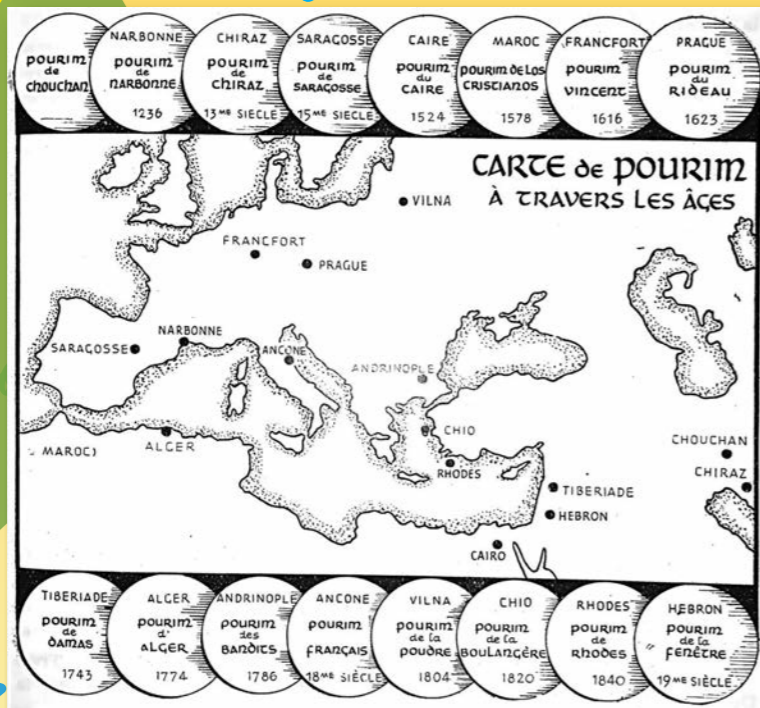 POURIM
de
CHOUCHAN
NARBONNE
POURIM
de
NARBONNE
1236
CHIRAZ
POURIM
de
CHIRAZ
13ME SIECLE
SARAGOSSE
POURIM
de
SARAGOSSE
15ME SIECLE
CAIRE
POURIM
du
CAIRE
1524
MAROC
POURIM DE LOS
CRISTIANOS
1578
FRANCFORT
POURIM
VINCENT
1616
PRAGUE
POURIM
du
RIDEAU
1623
CARTE de POURIM
À TRAVERS LES ÂGES
VILNA
FRANCFORT
PRAGUE
NARBONNE
SARAGOSSE
ANCONE
ANDRINOPLE
CHIO
ALGER
MAROC)
RHODES
CHOUCHAN
CHIRAZ
TIBERIADE
HEBRON
CAIRO
TIBERIADE
POURIM
de
DAMAS
1743
ALGER
POURIM
d'
ALGER
1774
ANDRINOPLE
POURIM
des
BANDITS
1786
ANCONE
POURIM
FRANÇAIS
18ME SIÈCLE
VILNA
POURIM
de la
POUDRE
1804
CHIO
POURIM
de la
BOULANGÈRE
1820
RHODES
POURIM
de
RHODES
1840
HEBRON
POURIM
de la
FENÊTRE
19ME SIÈCLE